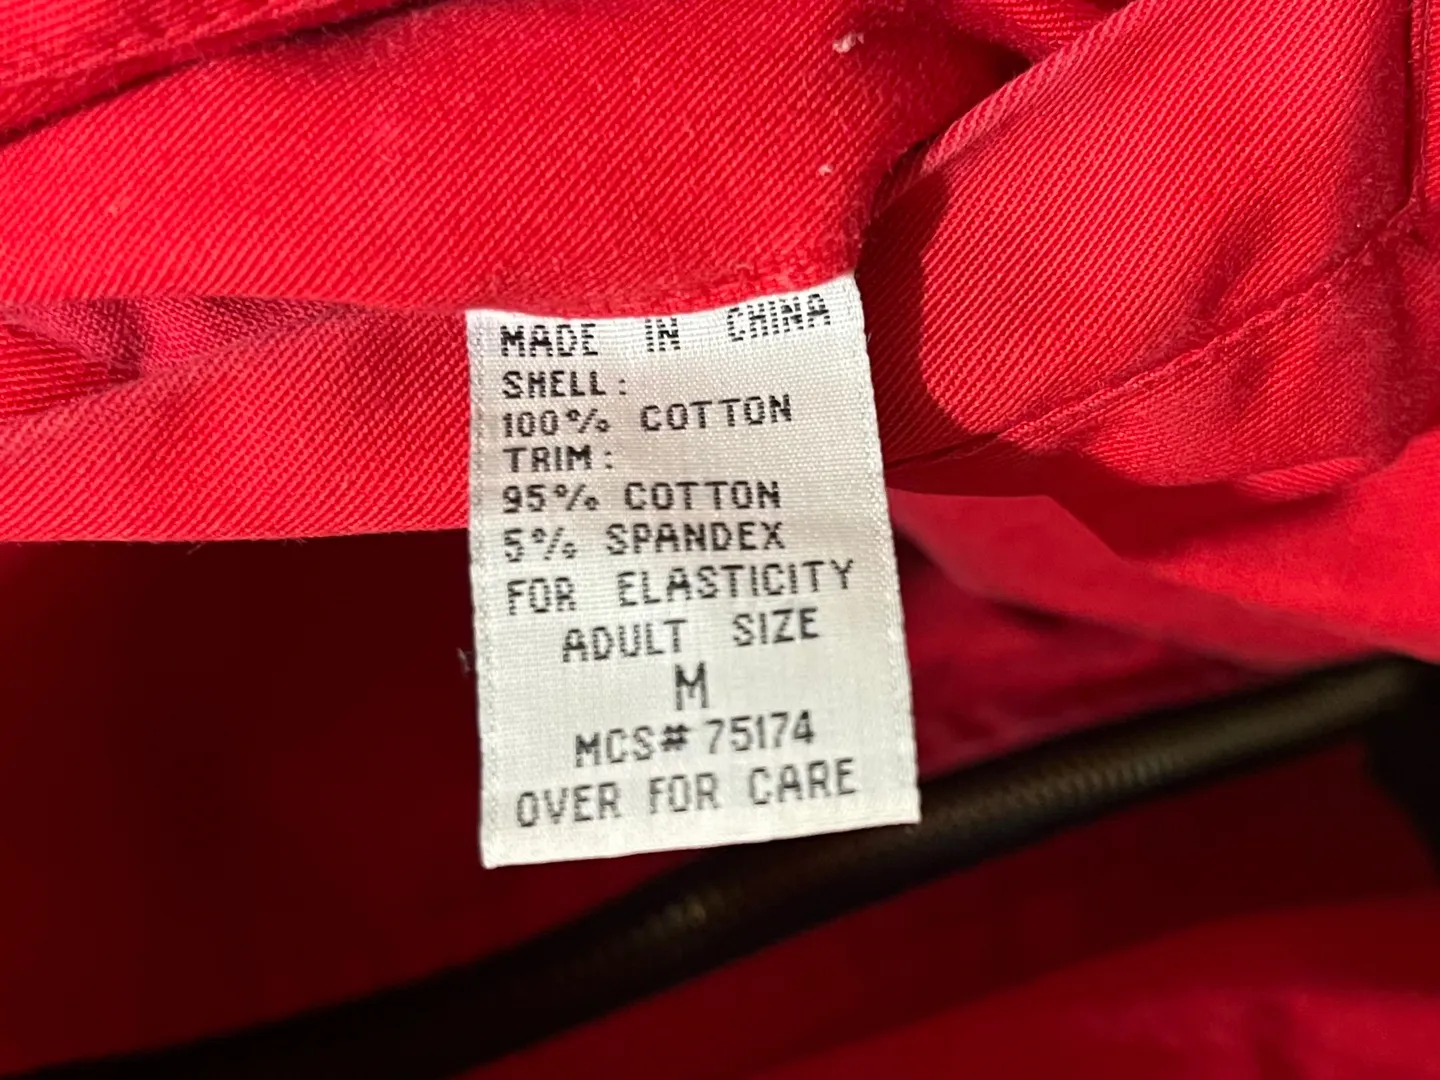 MADE IN CHINA
SHELL:
100% COTTON
TRIM:
95% COTTON
5% SPANDEX
FOR ELASTICITY
ADULT SIZE
M
MCS# 75174
OVER FOR CARE